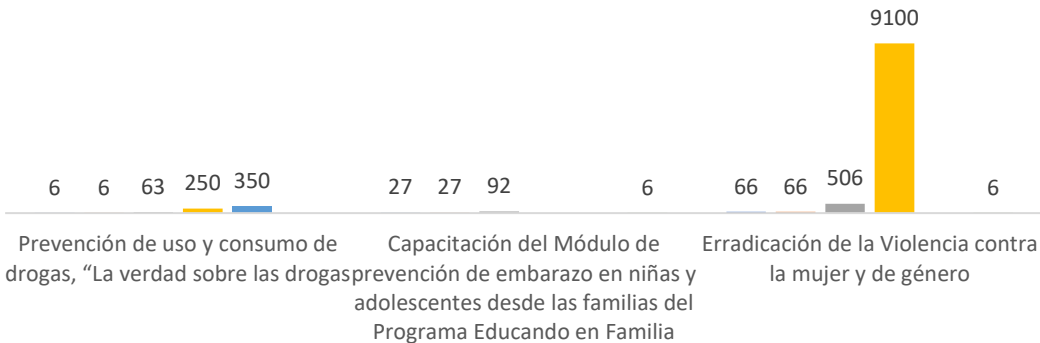 9100
6 6 63 250 350 27 27 92 6 66 66 506 6
Prevención de uso y consumo de
drogas, “La verdad sobre las drogas
Capacitación del Módulo de
prevención de embarazo en niñas y
adolescentes desde las familias del
Programa Educando en Familia
Erradicación de la Violencia contra
la mujer y de género